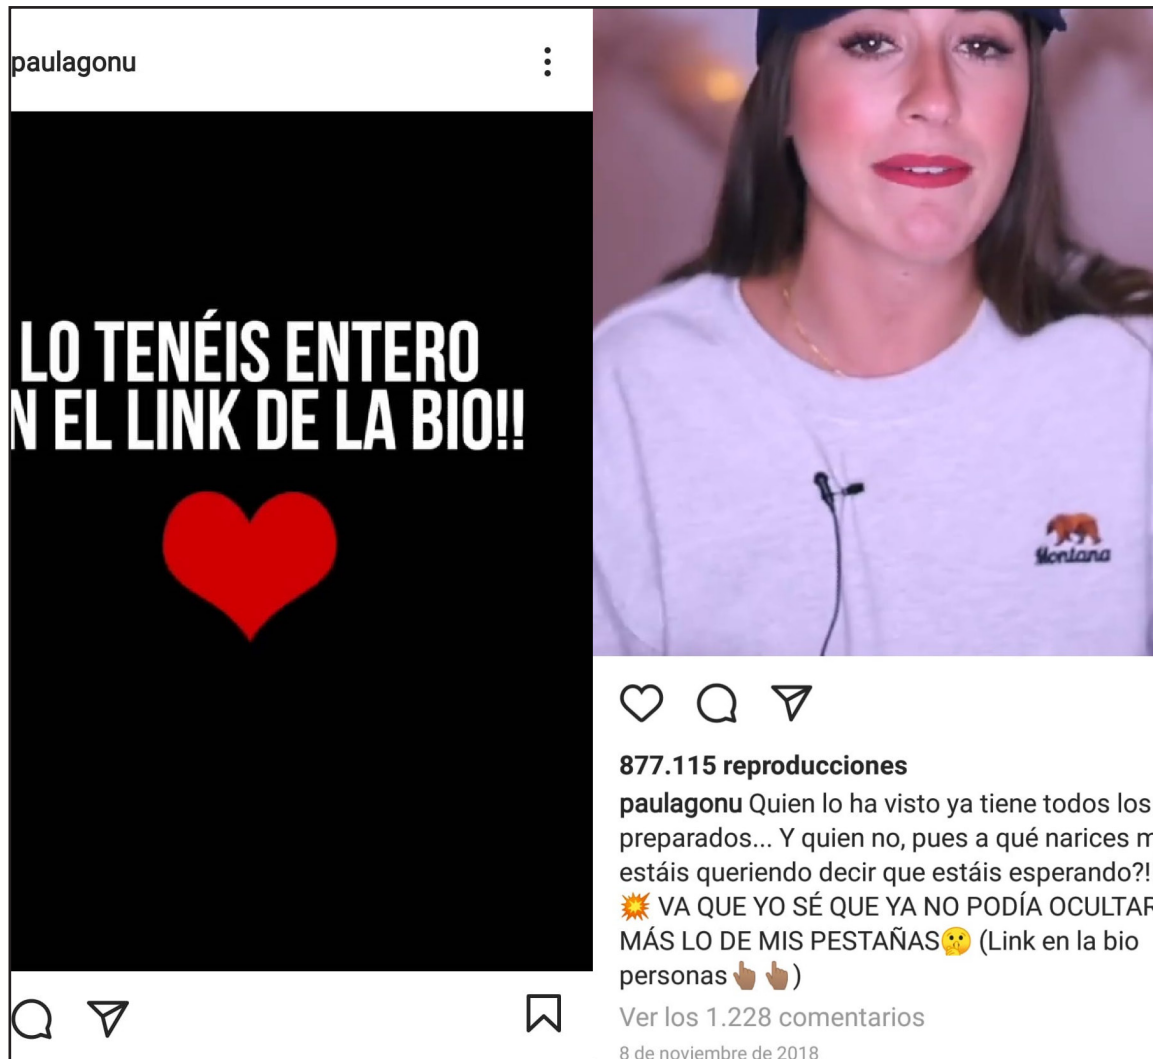 paulagonu
LO TENÉIS ENTERO
N EL LINK DE LA BIO!!
Montana
877.115 reproducciones
paulagonu Quien lo ha visto ya tiene todos los
preparados... Y quien no, pues a qué narices m
estáis queriendo decir que estáis esperando?!
💥 VA QUE YO SÉ QUE YA NO PODÍA OCULTAR
MÁS LO DE MIS PESTAÑAS🤫 (Link en la bio
personas👆🏽👆🏽)
Ver los 1.228 comentarios
8 de noviembre de 2018